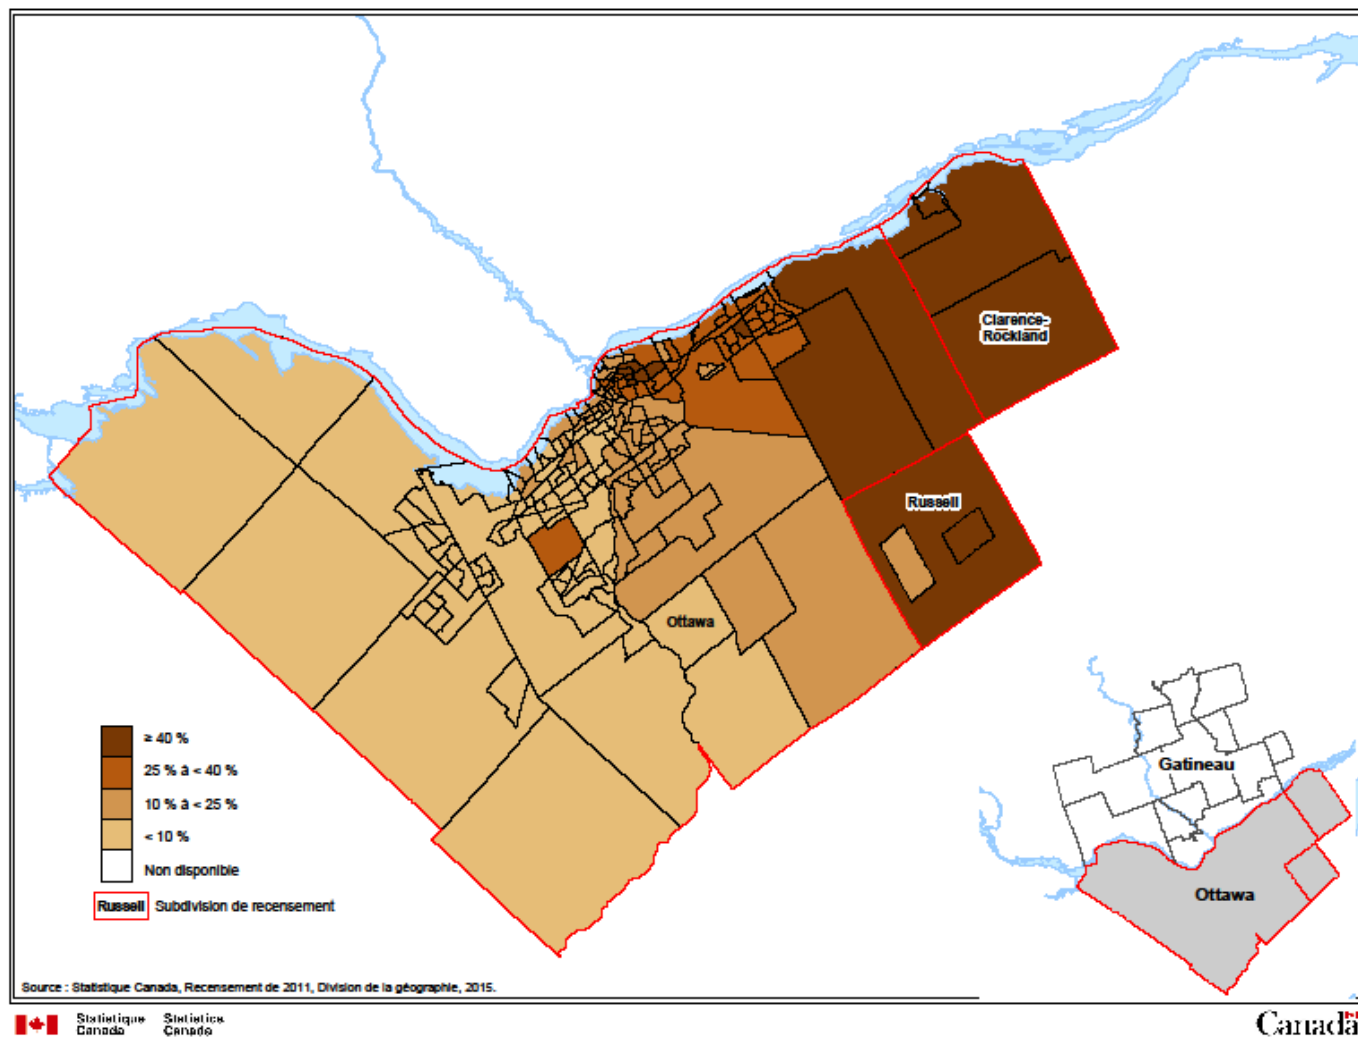 Clarence-
Rockland
Russell
Ottawa
≥ 40 %
25 % à < 40 %
10 % à < 25 %
< 10 %
Non disponible
Russell Subdivision de recensement
Gatineau
Ottawa
Source : Statistique Canada, Recensement de 2011, Division de la géographie, 2015.
Statistique Statistics
Canada Canada
Canada